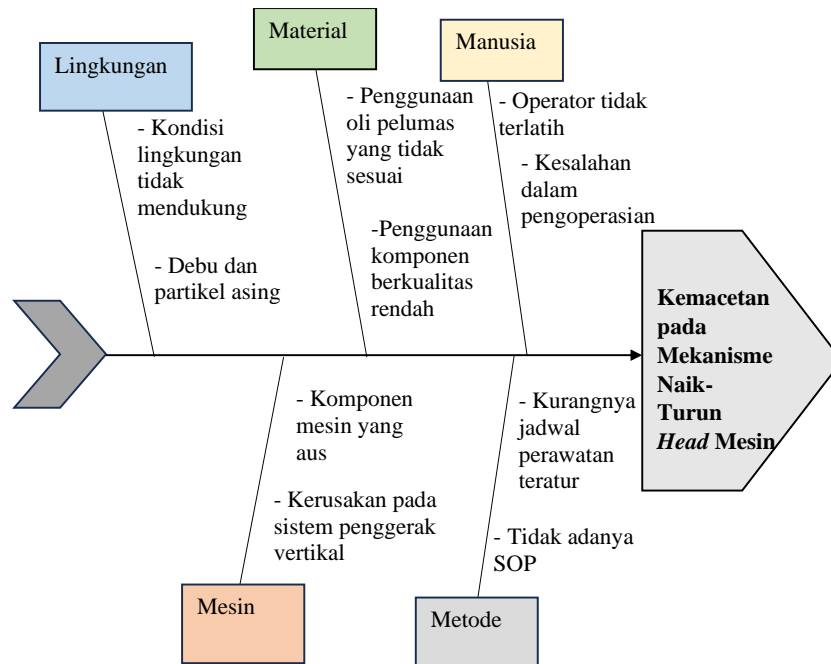 Lingkungan
- Kondisi
lingkungan
tidak
mendukung
- Debu dan
partikel asing
Material
- Penggunaan
oli pelumas
yang tidak
sesuai
-Penggunaan
komponen
berkualitas
rendah
Manusia
- Operator tidak
terlatih
- Kesalahan
dalam
pengoperasian
Kemacetan
pada
Mekanisme
Naik-
Turun
Head Mesin
- Komponen
mesin yang
aus
- Kerusakan pada
sistem penggerak
vertikal
Mesin
- Kurangnya
jadwal
perawatan
teratur
- Tidak adanya
SOP
Metode